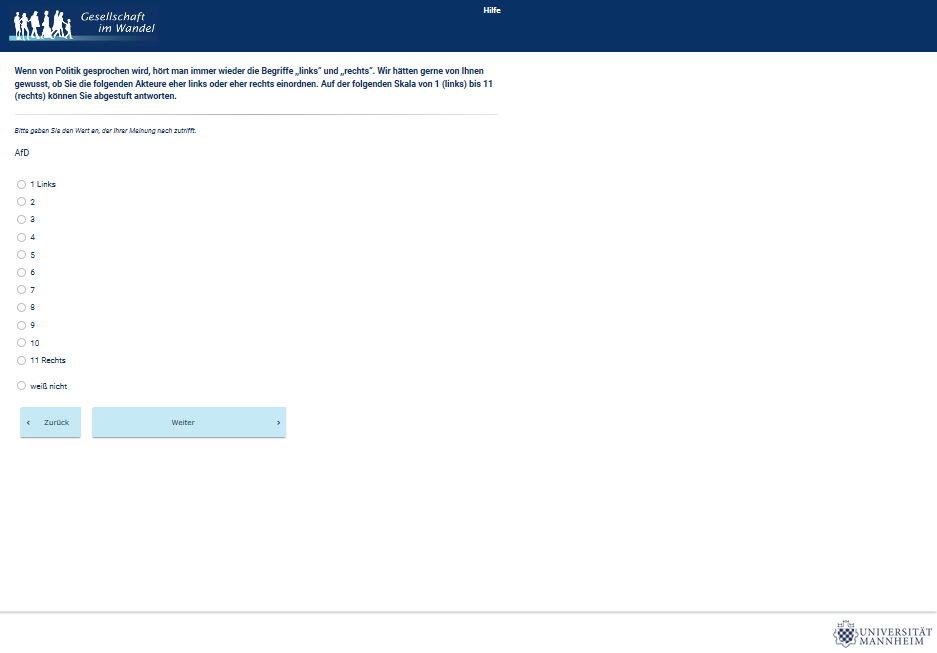 Gesellschaft
im Wandel
Hilfe
Wenn von Politik gesprochen wird, hört man immer wieder die Begriffe „links“ und „rechts“. Wir hätten gerne von Ihnen
gewusst, ob Sie die folgenden Akteure eher links oder eher rechts einordnen. Auf der folgenden Skala von 1 (links) bis 11
(rechts) können Sie abgestuft antworten.
Bitte geben Sie den Wert an, der Ihrer Meinung nach zutrifft.
AfD
1 Links
2
3
4
5
6
7
8
9
10
11 Rechts
weiß nicht
‹ Zurück
Weiter ›
UNIVERSITÄT
MANNHEIM